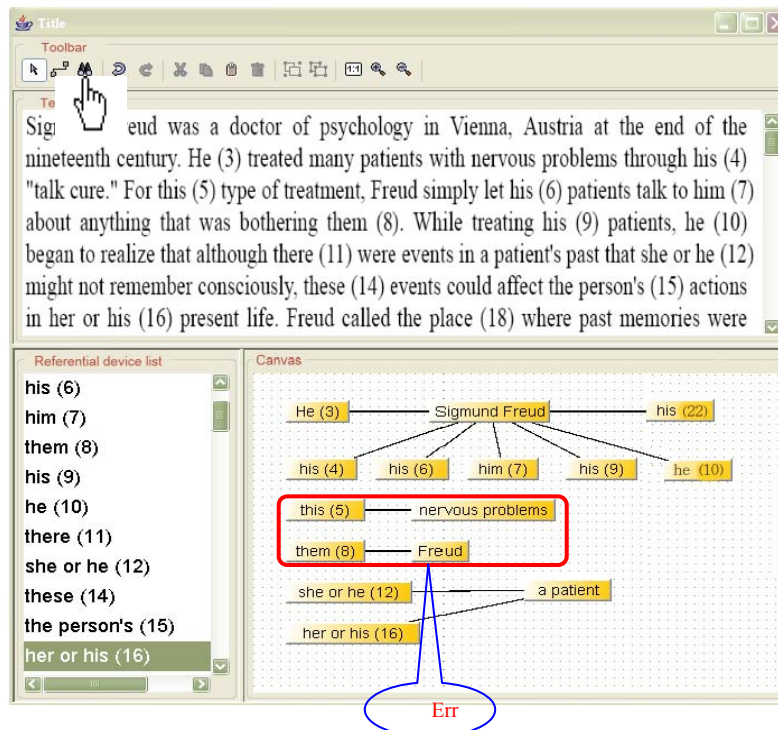 Title
Toolbar
1:1
Te
Sig eud was a doctor of psychology in Vienna, Austria at the end of the
nineteenth century. He (3) treated many patients with nervous problems through his (4)
"talk cure." For this (5) type of treatment, Freud simply let his (6) patients talk to him (7)
about anything that was bothering them (8). While treating his (9) patients, he (10)
began to realize that although there (11) were events in a patient's past that she or he (12)
might not remember consciously, these (14) events could affect the person's (15) actions
in her or his (16) present life. Freud called the place (18) where past memories were
Referential device list
his (6)
him (7)
them (8)
his (9)
he (10)
there (11)
she or he (12)
these (14)
the person's (15)
her or his (16)
Canvas
He (3) Sigmund Freud his (22)
his (4) his (6) him (7) his (9) he (10)
this (5) nervous problems
them (8) Freud
she or he (12) a patient
her or his (16)
Err